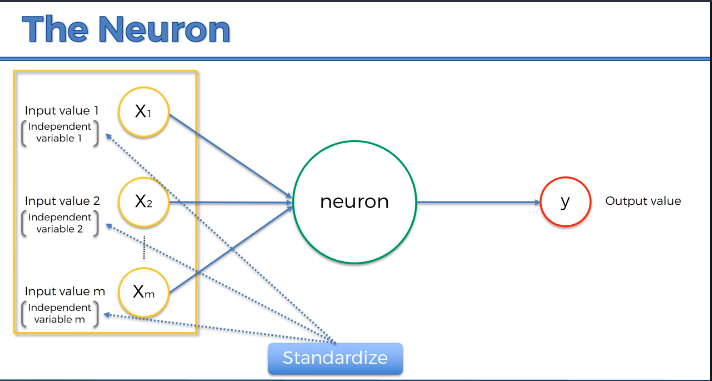 The Neuron
Input value 1
Independent
variable 1
X1
Input value 2
Independent
variable 2
X2
Input value m
Independent
variable m
Xm
neuron
y
Output value
Standardize